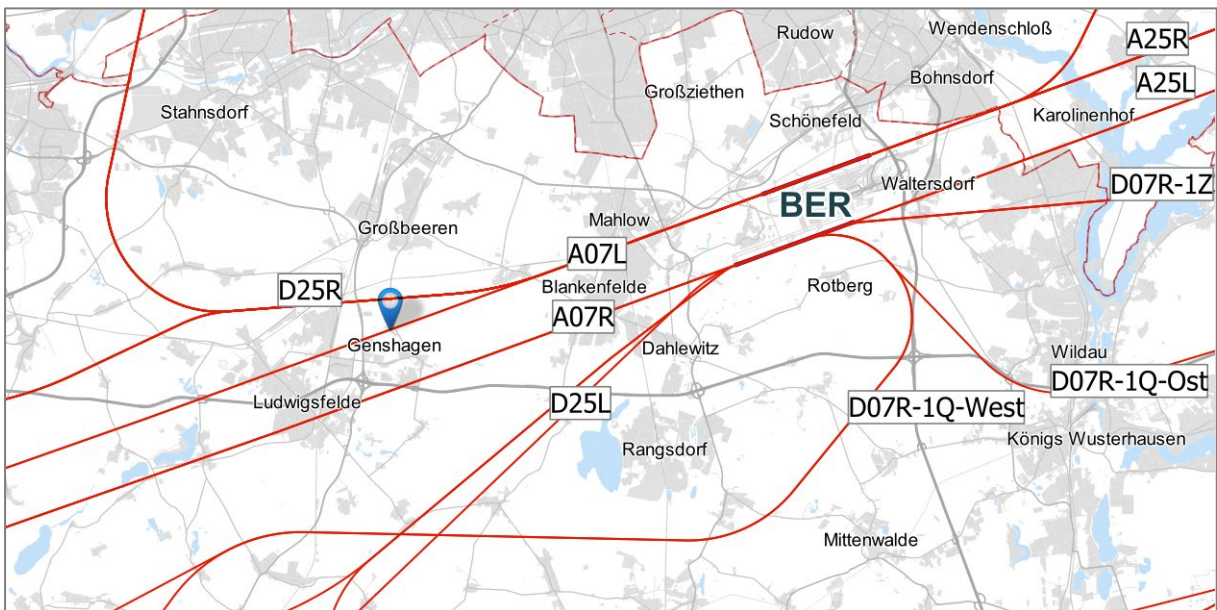 Wendenschloß
Rudow
A25R
Bohnsdorf
A25L
Großziethen
Stahnsdorf
Karolinenhof
Schönefeld
Waltersdorf
D07R-1Z
BER
Mahlow
Großbeeren
A07L
D25R
Blankenfelde
Rotberg
A07R
Genshagen
Dahlewitz
Wildau
D07R-1Q-Ost
Ludwigsfelde
D25L
D07R-1Q-West
Rangsdorf
Königs Wusterhausen
Mittenwalde